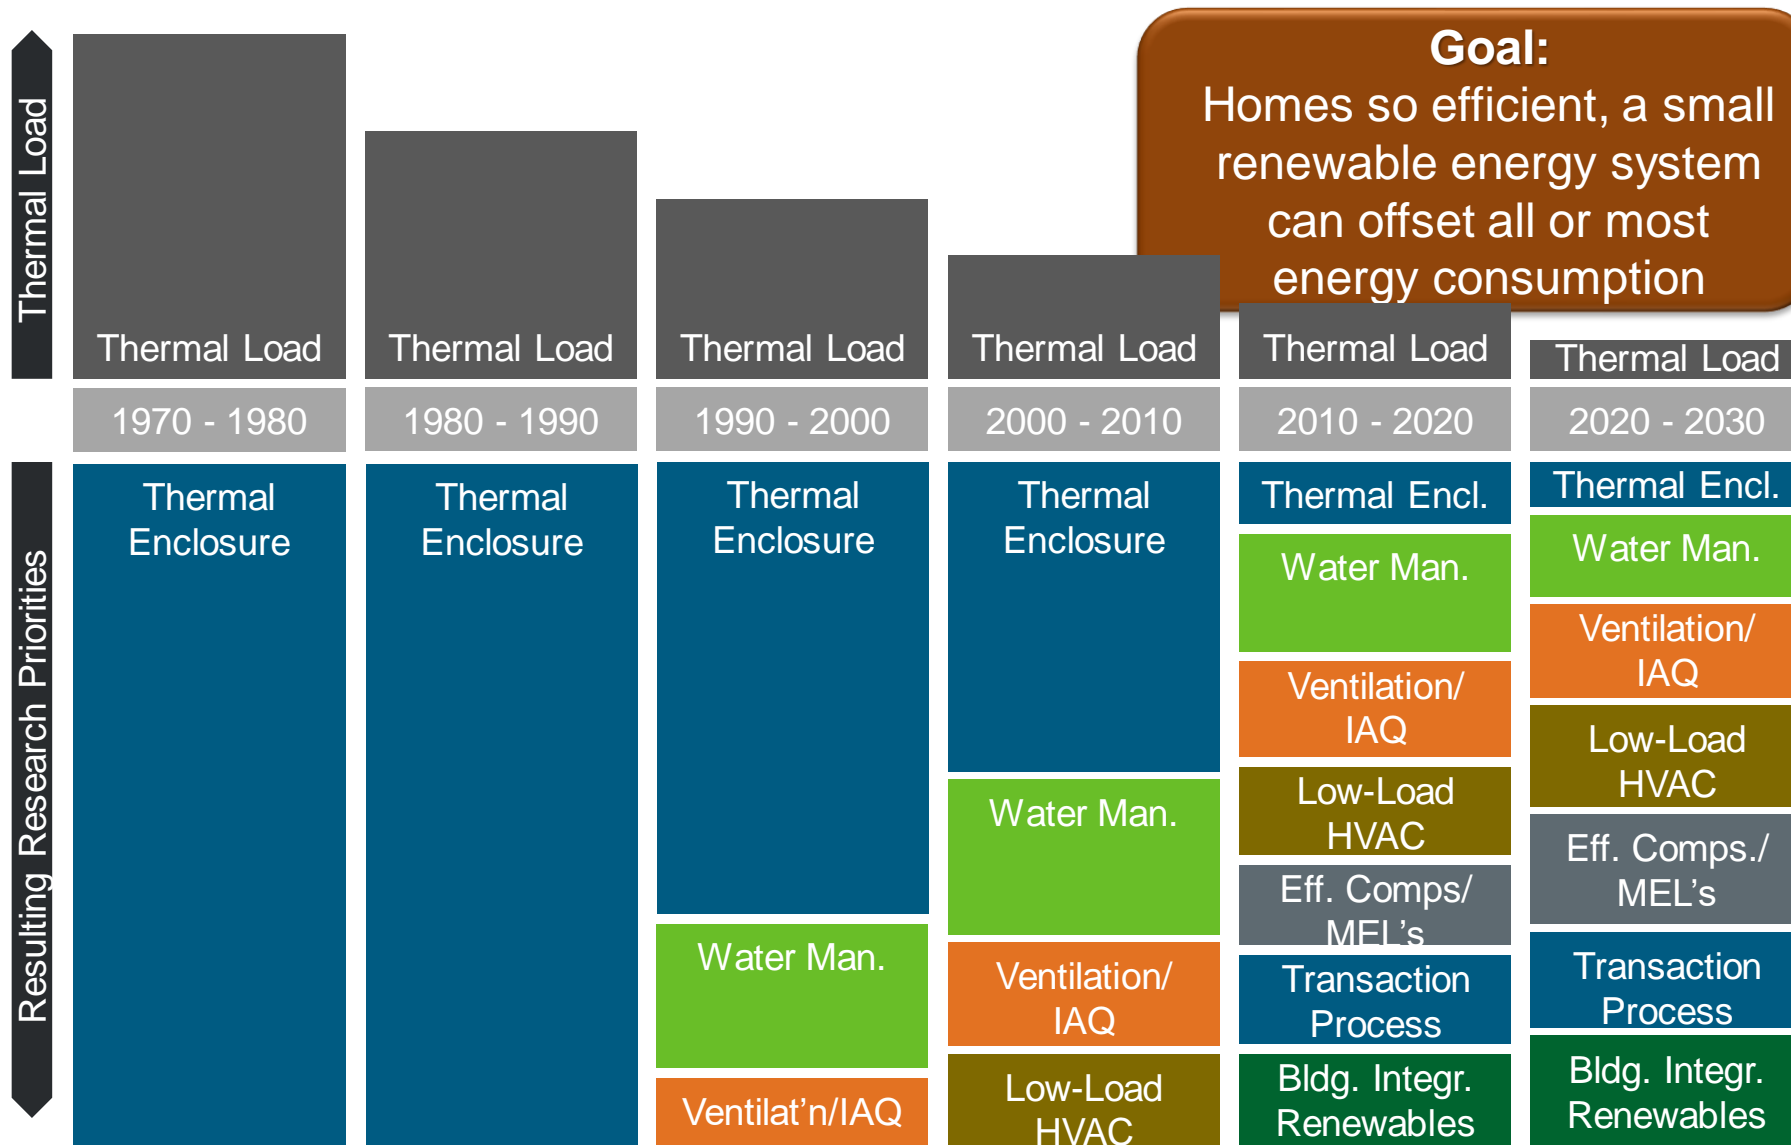 Goal:
Homes so efficient, a small
renewable energy system
can offset all or most
energy consumption
Thermal Load
Thermal Load
Thermal Load
Thermal Load
Thermal Load
Thermal Load
Thermal Load
1970 - 1980
1980 - 1990
1990 - 2000
2000 - 2010
2010 - 2020
2020 - 2030
Resulting Research Priorities
Thermal
Enclosure
Thermal
Enclosure
Thermal
Enclosure
Water Man.
Ventilat’n/IAQ
Thermal
Enclosure
Water Man.
Ventilation/
IAQ
Low-Load
HVAC
Thermal Encl.
Water Man.
Ventilation/
IAQ
Low-Load
HVAC
Eff. Comps/
MEL’s
Transaction
Process
Bldg. Integr.
Renewables
Thermal Encl.
Water Man.
Ventilation/
IAQ
Low-Load
HVAC
Eff. Comps./
MEL’s
Transaction
Process
Bldg. Integr.
Renewables